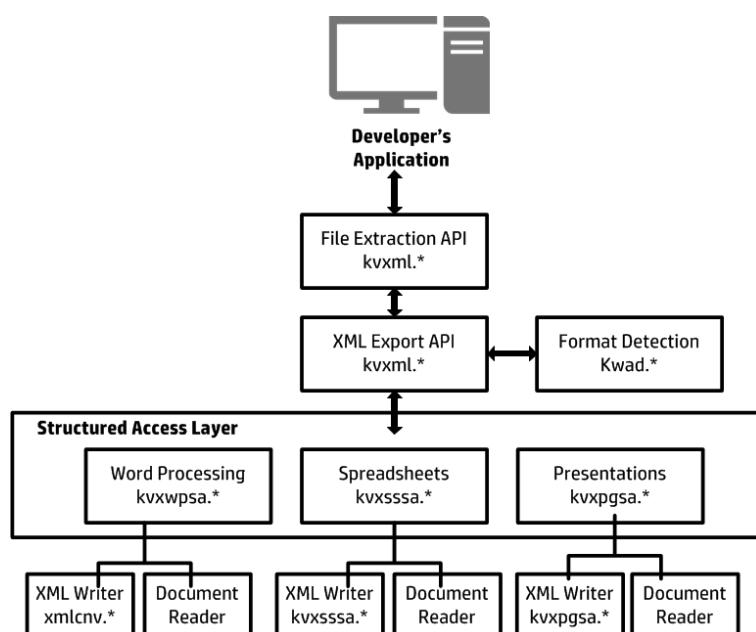 Developer's
Application
File Extraction API
kvxml.*
XML Export API
kvxml.*
Format Detection
Kwad.*
Structured Access Layer
Word Processing
kvxwpsa.*
Spreadsheets
kvxsssa.*
Presentations
kvxpgsa.*
XML Writer
xmlcnv.*
Document
Reader
XML Writer
kvxsssa.*
Document
Reader
XML Writer
kvxpgsa.*
Document
Reader